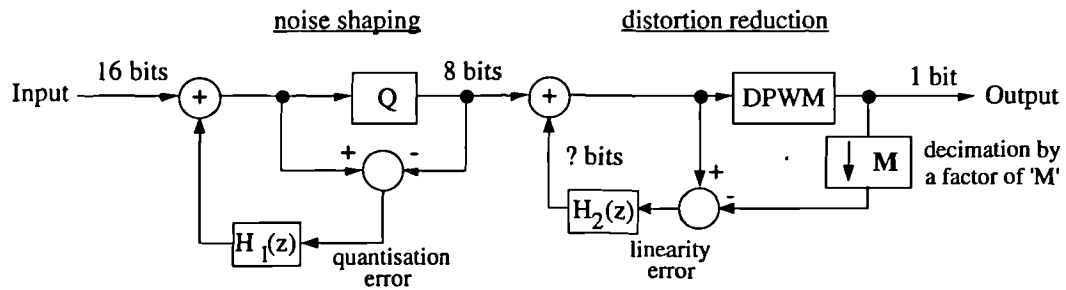 noise shaping
distortion reduction
Input
16 bits
+
Q
8 bits
+
DPWM
1 bit
Output
+
-
? bits
+
-
↓ M
decimation by
a factor of 'M'
H₁(z)
quantisation
error
H₂(z)
linearity
error